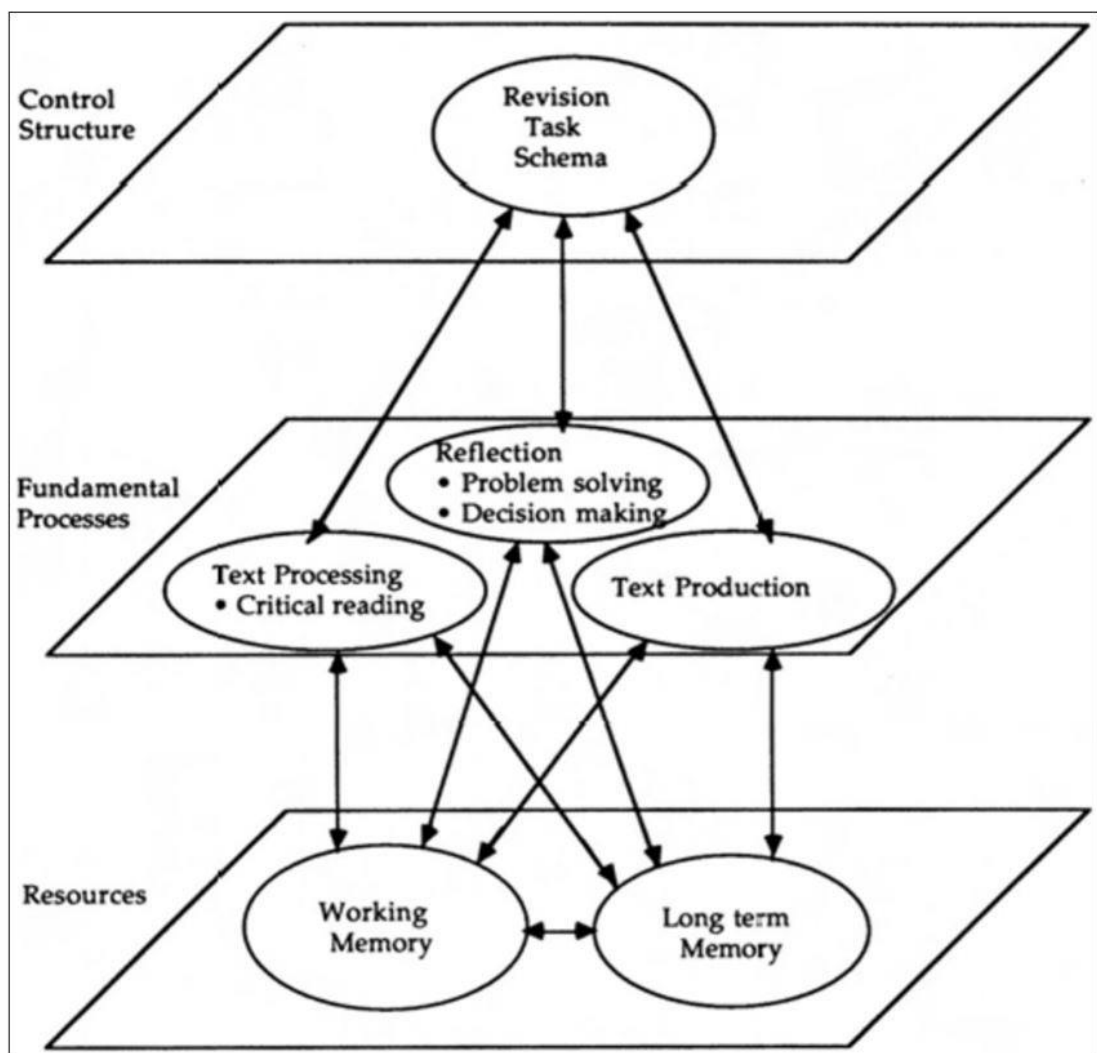 Control
Structure
Revision
Task
Schema
Fundamental
Processes
Reflection
• Problem solving
• Decision making
Text Processing
• Critical reading
Text Production
Resources
Working
Memory
Long term
Memory